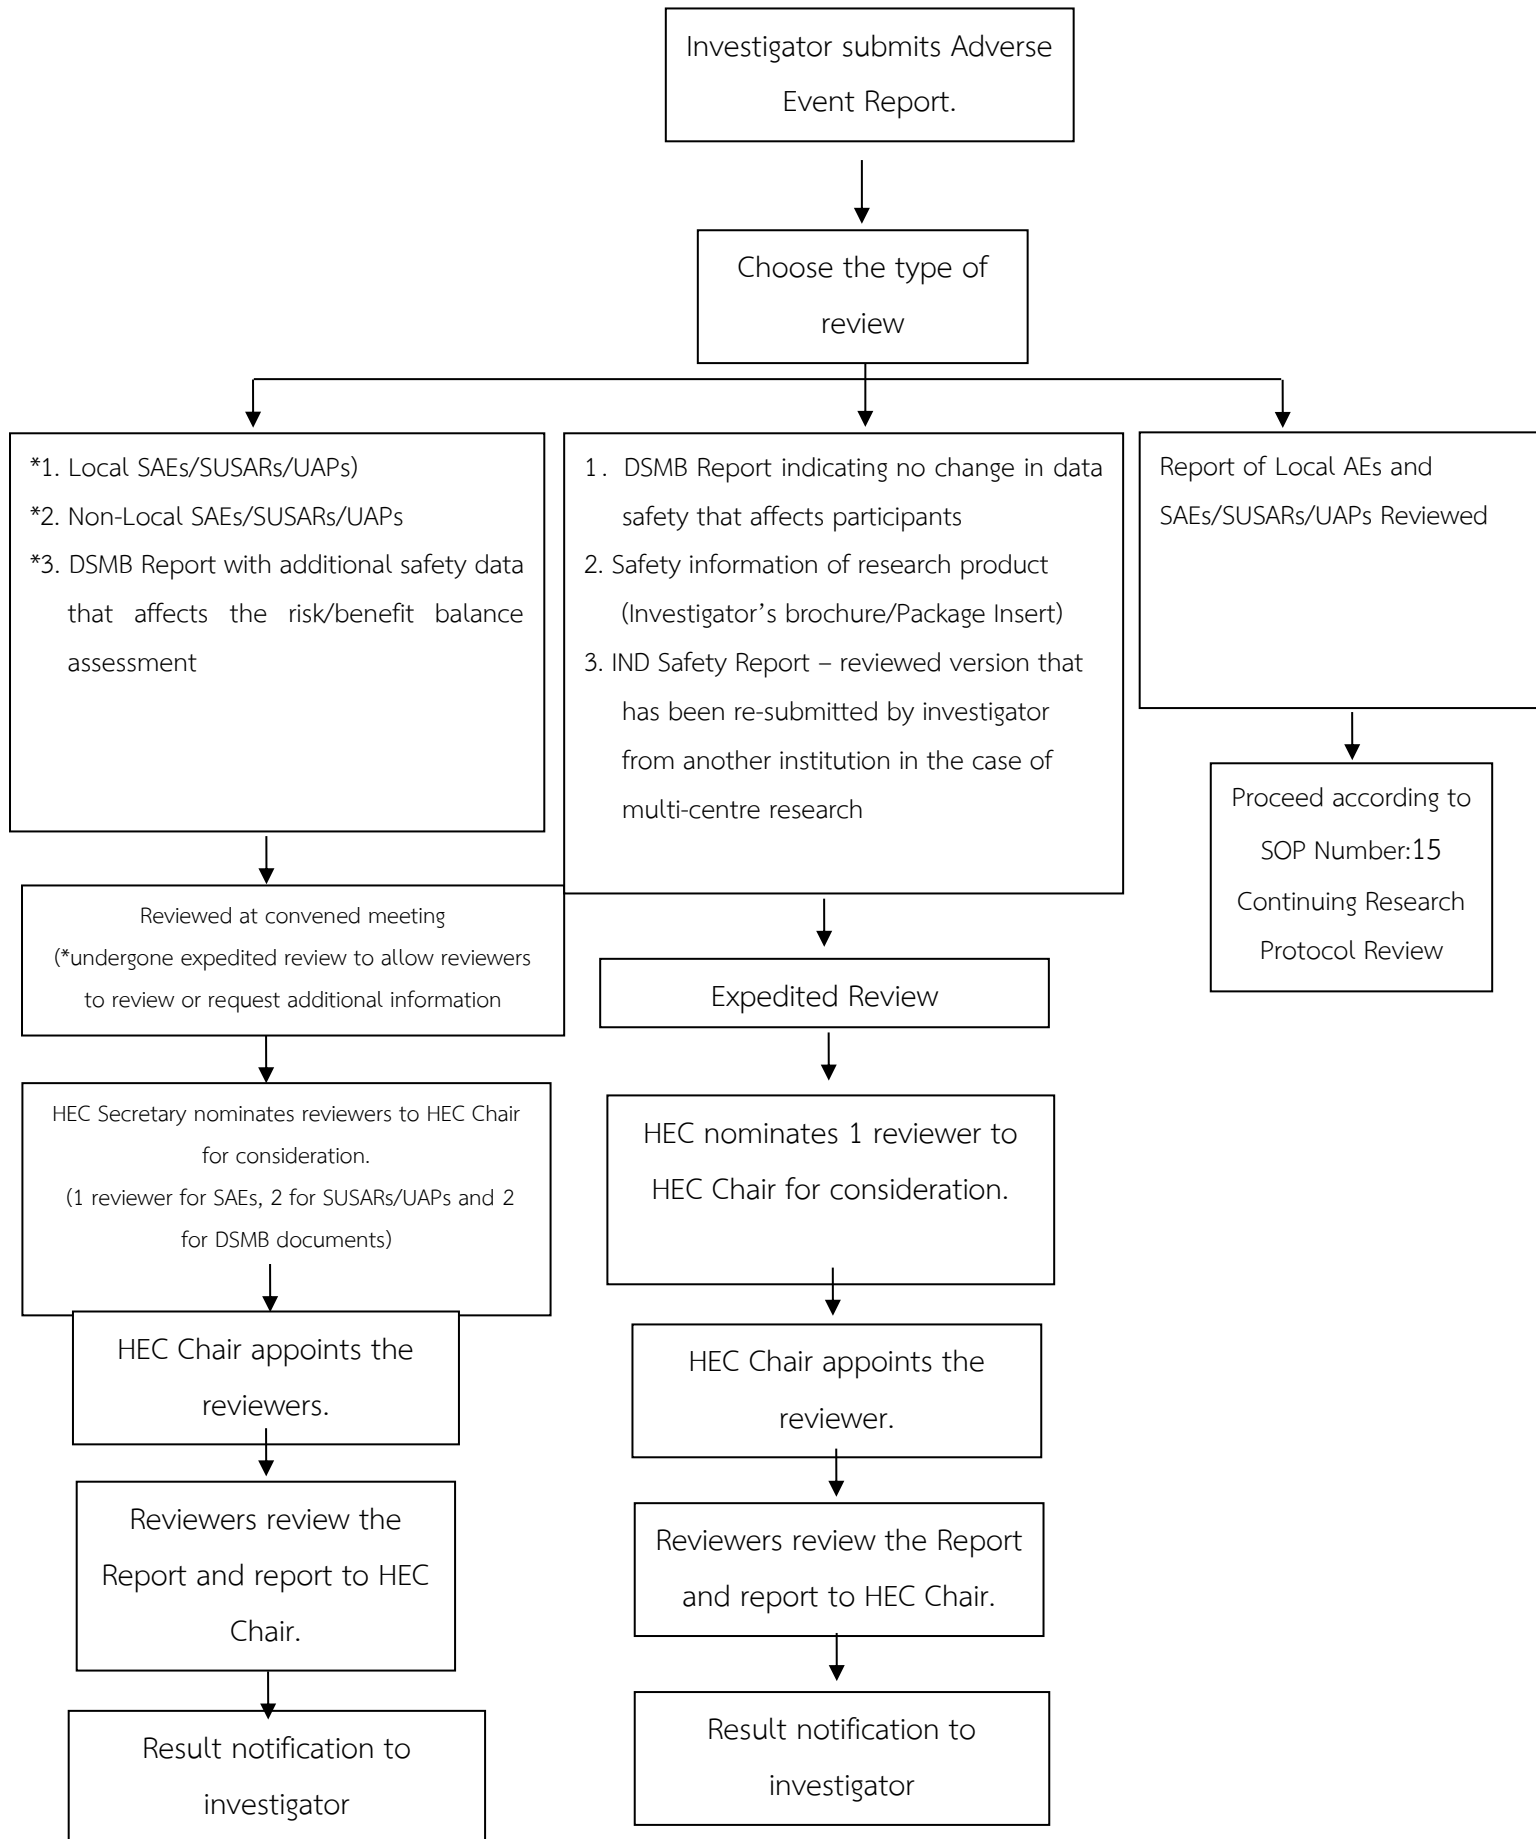 Investigator submits Adverse
Event Report.
Choose the type of
review
*1. Local SAEs/SUSARs/UAPs)
*2. Non-Local SAEs/SUSARs/UAPs
*3. DSMB Report with additional safety data
that affects the risk/benefit balance
assessment
1. DSMB Report indicating no change in data
safety that affects participants
2. Safety information of research product
(Investigator’s brochure/Package Insert)
3. IND Safety Report – reviewed version that
has been re-submitted by investigator
from another institution in the case of
multi-centre research
Report of Local AEs and
SAEs/SUSARs/UAPs Reviewed
Proceed according to
SOP Number:15
Continuing Research
Protocol Review
Reviewed at convened meeting
(*undergone expedited review to allow reviewers
to review or request additional information
Expedited Review
HEC Secretary nominates reviewers to HEC Chair
for consideration.
(1 reviewer for SAEs, 2 for SUSARs/UAPs and 2
for DSMB documents)
HEC nominates 1 reviewer to
HEC Chair for consideration.
HEC Chair appoints the
reviewers.
HEC Chair appoints the
reviewer.
Reviewers review the
Report and report to HEC
Chair.
Reviewers review the Report
and report to HEC Chair.
Result notification to
investigator
Result notification to
investigator